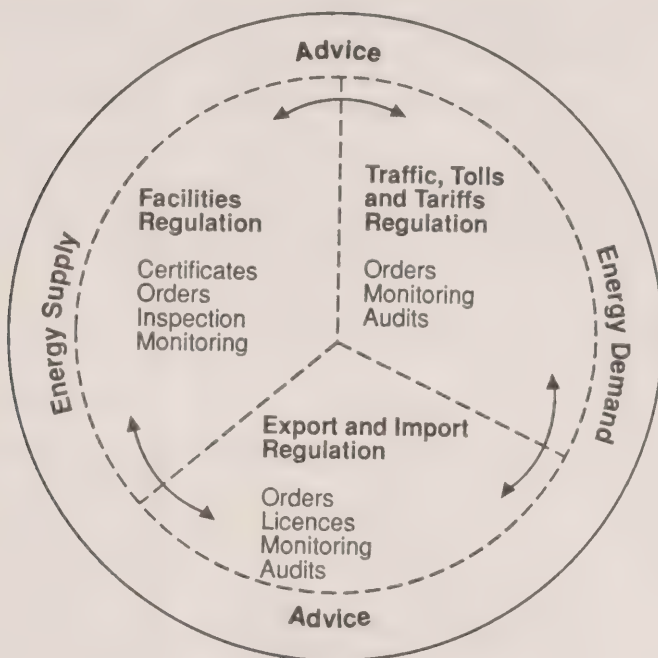 Advice
Facilities
Regulation
Certificates
Orders
Inspection
Monitoring
Traffic, Tolls
and Tariffs
Regulation
Orders
Monitoring
Audits
Energy Supply
Energy Demand
Export and Import
Regulation
Orders
Licences
Monitoring
Audits
Advice